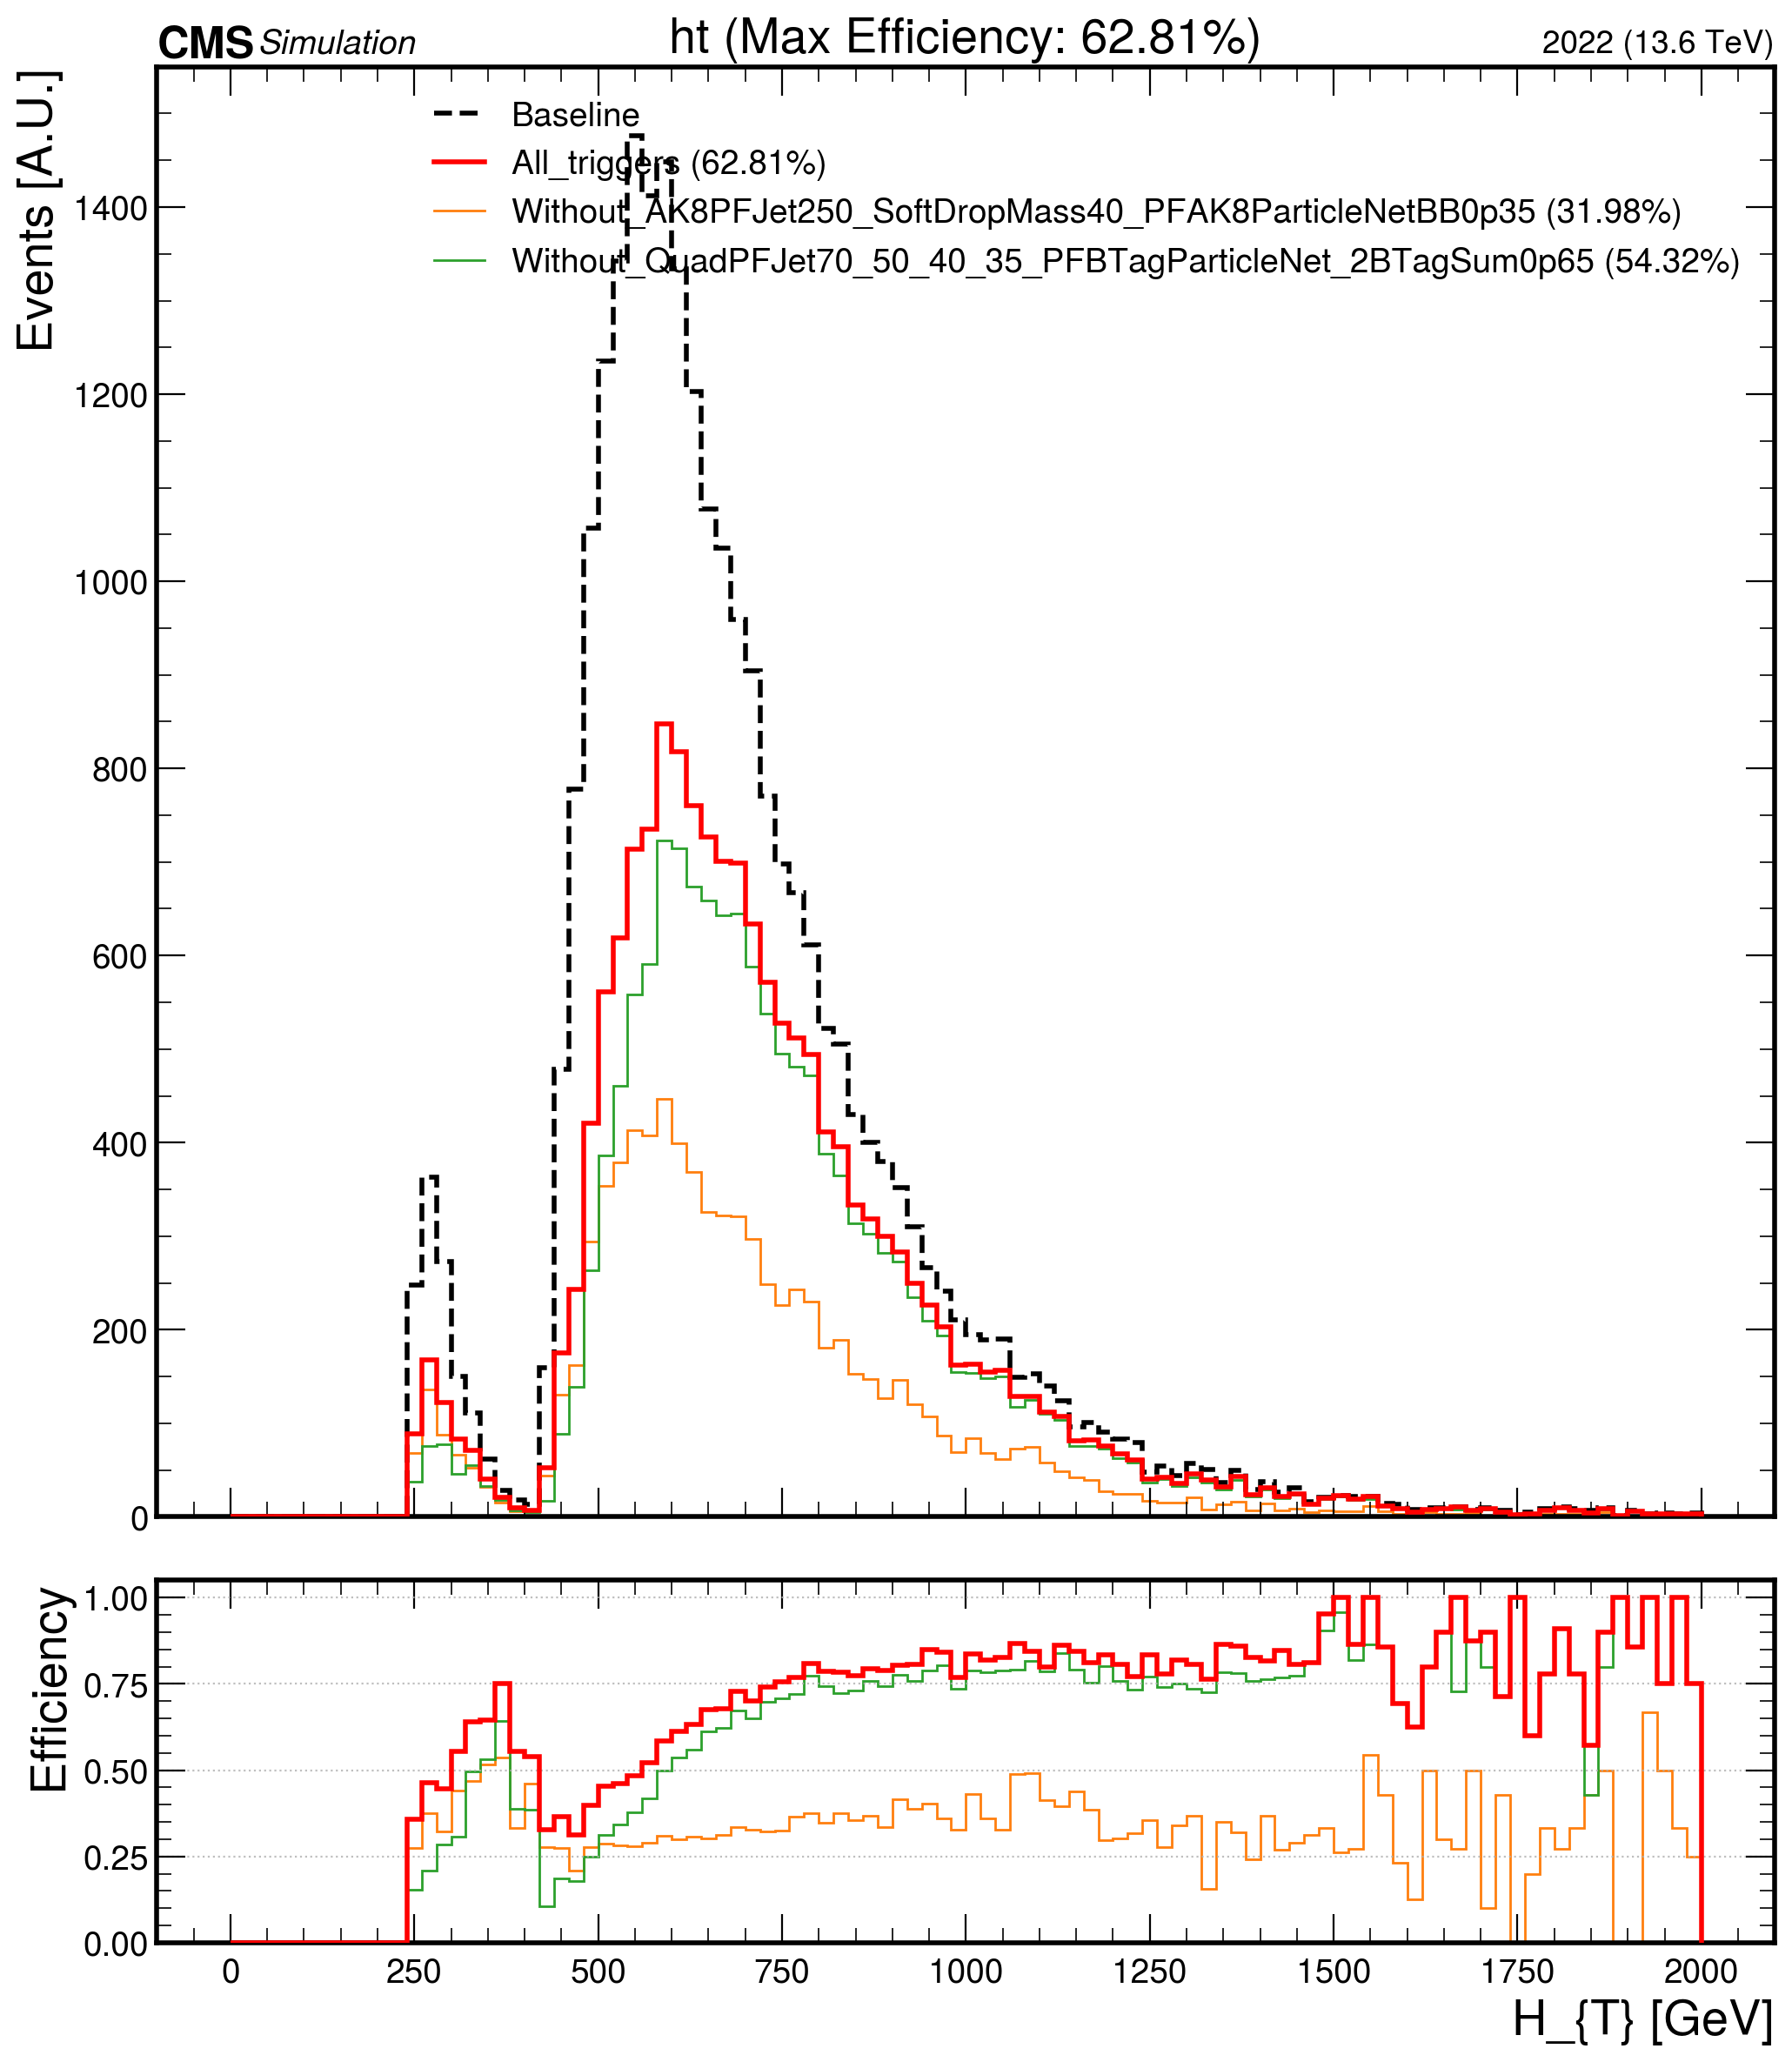 CMS Simulation ht (Max Efficiency: 62.81%) 2022 (13.6 TeV)
Events [A.U.]
Baseline
All_triggers (62.81%)
Without_AK8PFJet250_SoftDropMass40_PFAK8ParticleNetBB0p35 (31.98%)
Without_QuadPFJet70_50_40_35_PFBTagParticleNet_2BTagSum0p65 (54.32%)
1400
1200
1000
800
600
400
200
0
Efficiency
1.00
0.75
0.50
0.25
0.00
0 250 500 750 1000 1250 1500 1750 2000
H_{T} [GeV]